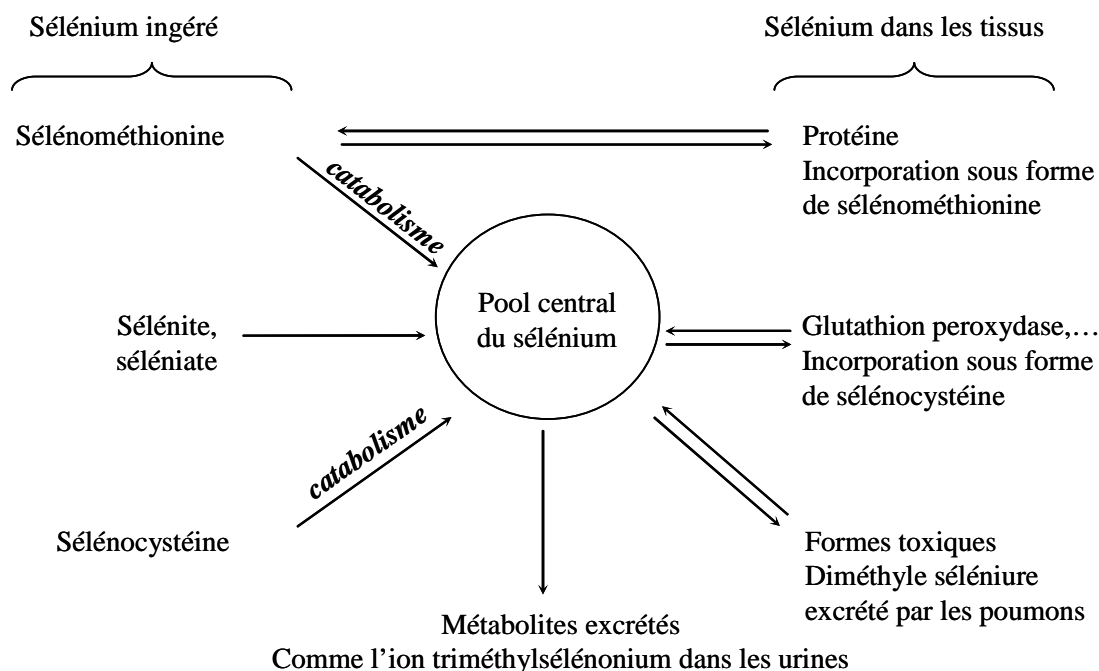 Sélénium ingéré
Sélénium dans les tissus
Sélénométhionine
Protéine
Incorporation sous forme
de sélénométhionine
catabolisme
Pool central
du sélénium
Sélénite,
séléniate
Glutathion peroxydase,…
Incorporation sous forme
de sélénocystéine
catabolisme
Sélénocystéine
Formes toxiques
Diméthyle séléniure
excrété par les poumons
Métabolites excrétés
Comme l’ion triméthylsélénonium dans les urines